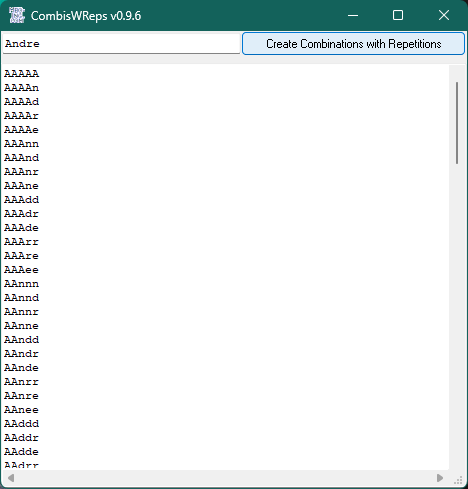 CombisWReps v0.9.6
Andre
Create Combinations with Repetitions
AAAAA
AAAAn
AAAAd
AAAAr
AAAAe
AAAnn
AAAnd
AAAnr
AAAne
AAAdd
AAAdr
AAAde
AAArr
AAAre
AAAee
AAnnn
AAnnd
AAnnr
AAnne
AAndd
AAndr
AAnde
AAnrr
AAnre
AAnee
AAddd
AAddr
AAdde
AAdrr